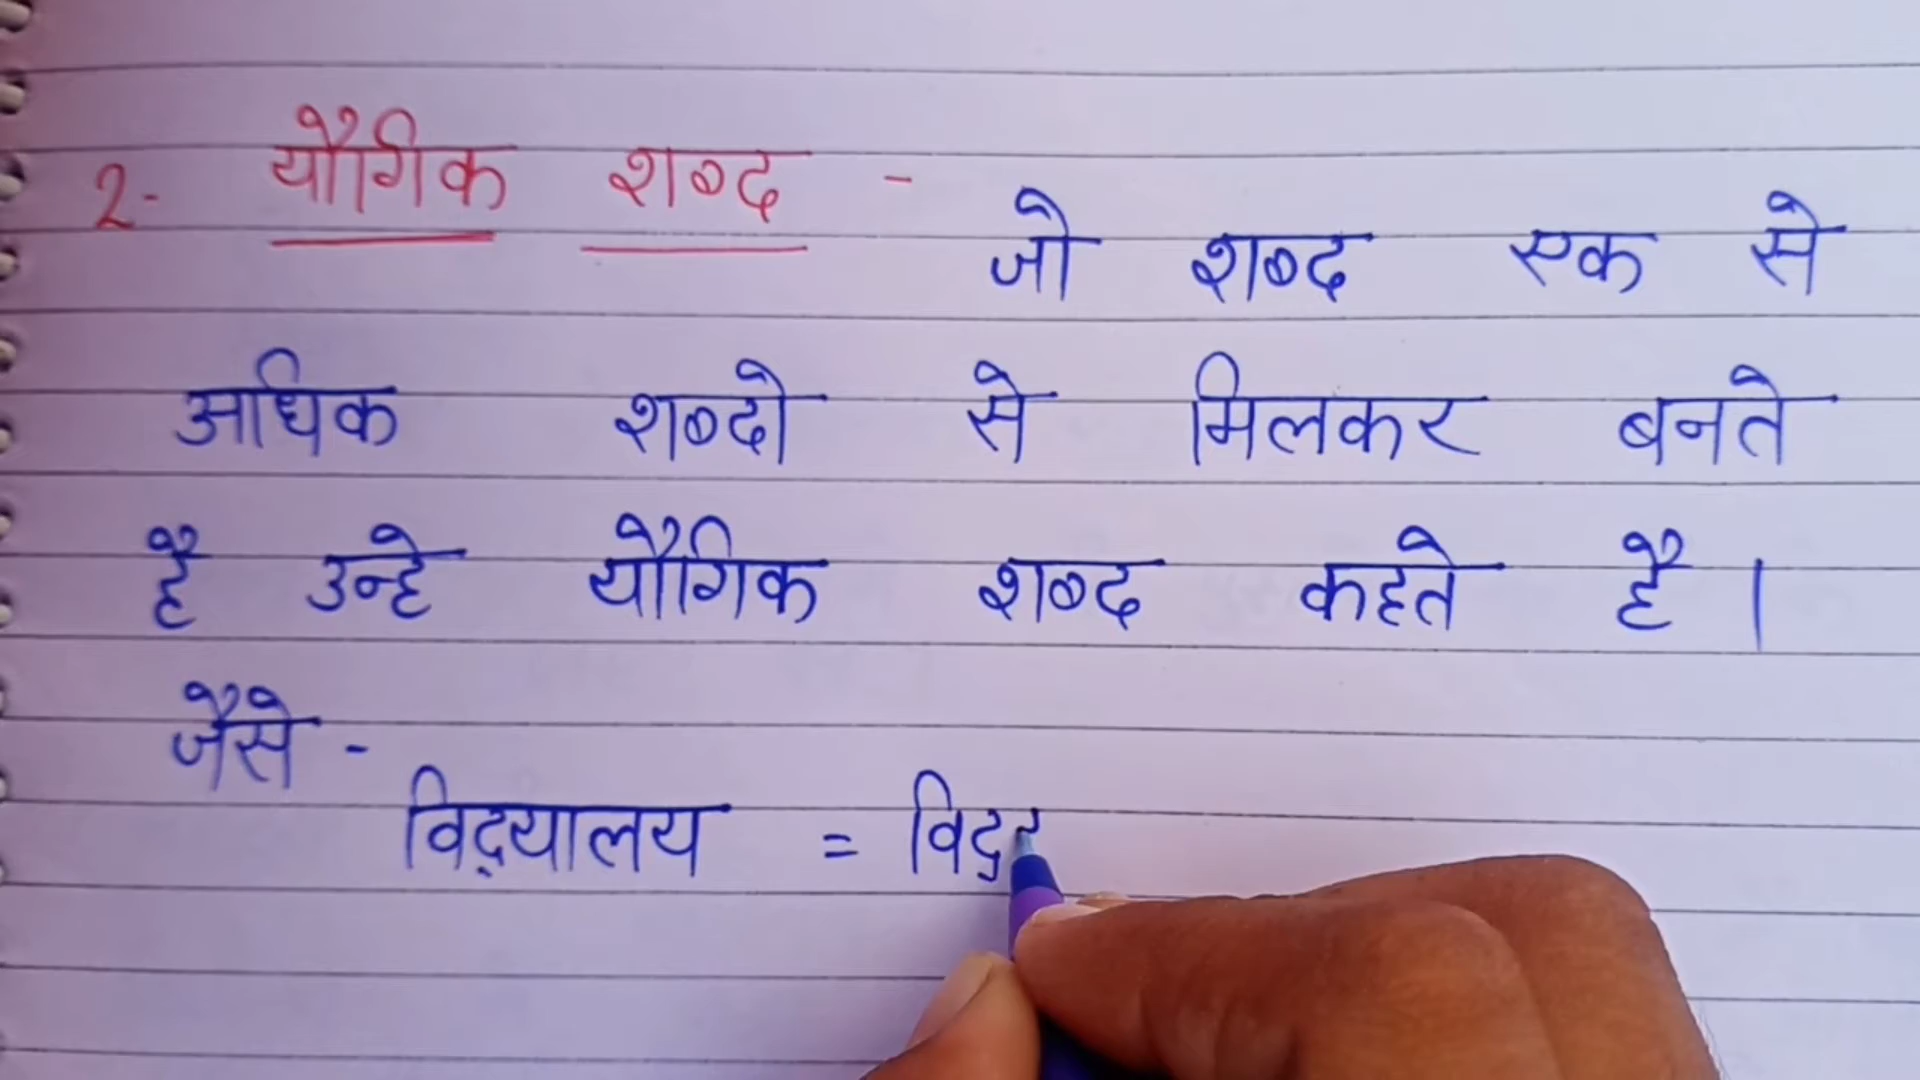 2- यौगिक शब्द -
जो शब्द एक से
अधिक शब्दो से मिलकर बनते
है उन्हे यौगिक शब्द कहते है।
जैसे -
विद्‌यालय = विद्